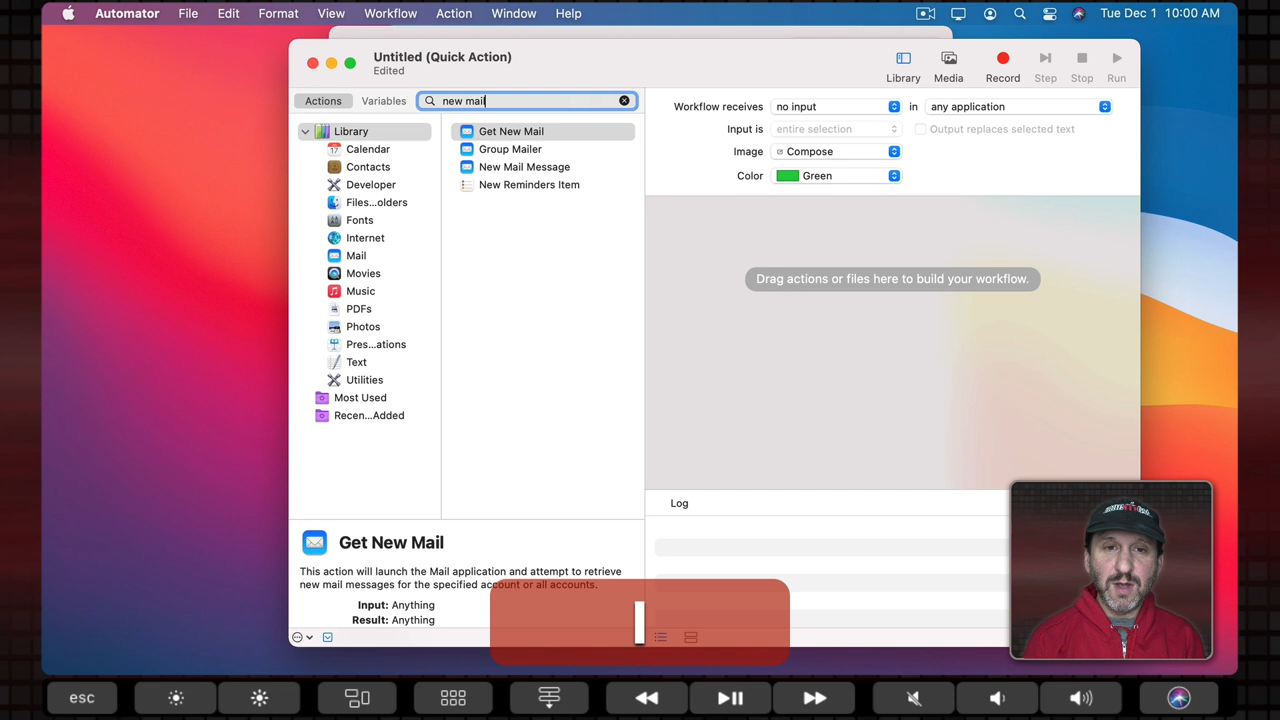 Automator File Edit Format View Workflow Action Window Help Tue Dec 1 10:00 AM
Untitled (Quick Action)
Edited
Library Media Record Step Stop Run
Actions Variables new mail
Workflow receives no input in any application
Input is entire selection Output replaces selected text
Image Compose
Color Green
Library
Calendar
Contacts
Developer
Files...olders
Fonts
Internet
Mail
Movies
Music
PDFs
Photos
Pres...ations
Text
Utilities
Most Used
Recen...Added
Get New Mail
Group Mailer
New Mail Message
New Reminders Item
Drag actions or files here to build your workflow.
Log
Get New Mail
This action will launch the Mail application and attempt to retrieve
new mail messages for the specified account or all accounts.
Input: Anything
Result: Anything
l
esc